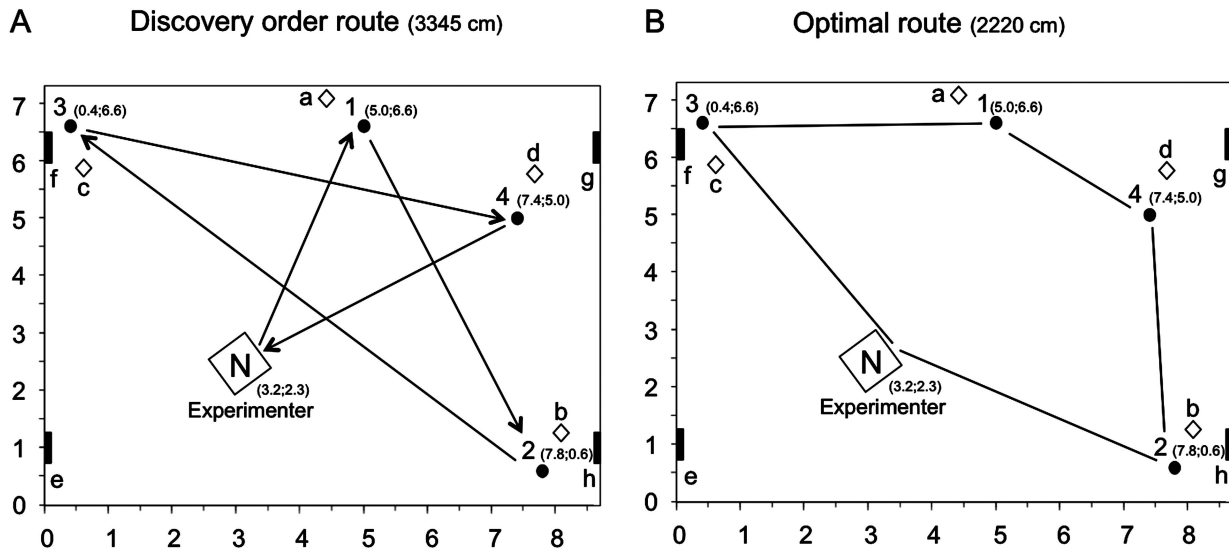 A Discovery order route (3345 cm)
7
6
5
4
3
2
1
0
0 1 2 3 4 5 6 7 8
3 (0.4;6.6)
a
1 (5.0;6.6)
f
c
d
g
4 (7.4;5.0)
N
(3.2;2.3)
Experimenter
b
2 (7.8;0.6)
e
h
B Optimal route (2220 cm)
7
6
5
4
3
2
1
0
0 1 2 3 4 5 6 7 8
3 (0.4;6.6)
a
1 (5.0;6.6)
f
c
d
g
4 (7.4;5.0)
N
(3.2;2.3)
Experimenter
b
2 (7.8;0.6)
e
h